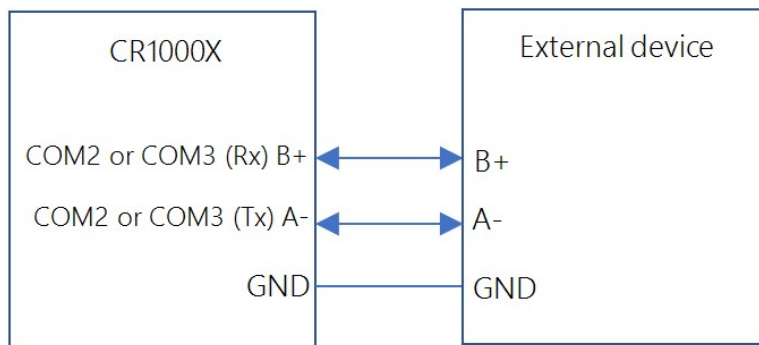 CR1000X
External device
COM2 or COM3 (Rx) B+
B+
COM2 or COM3 (Tx) A-
A-
GND
GND